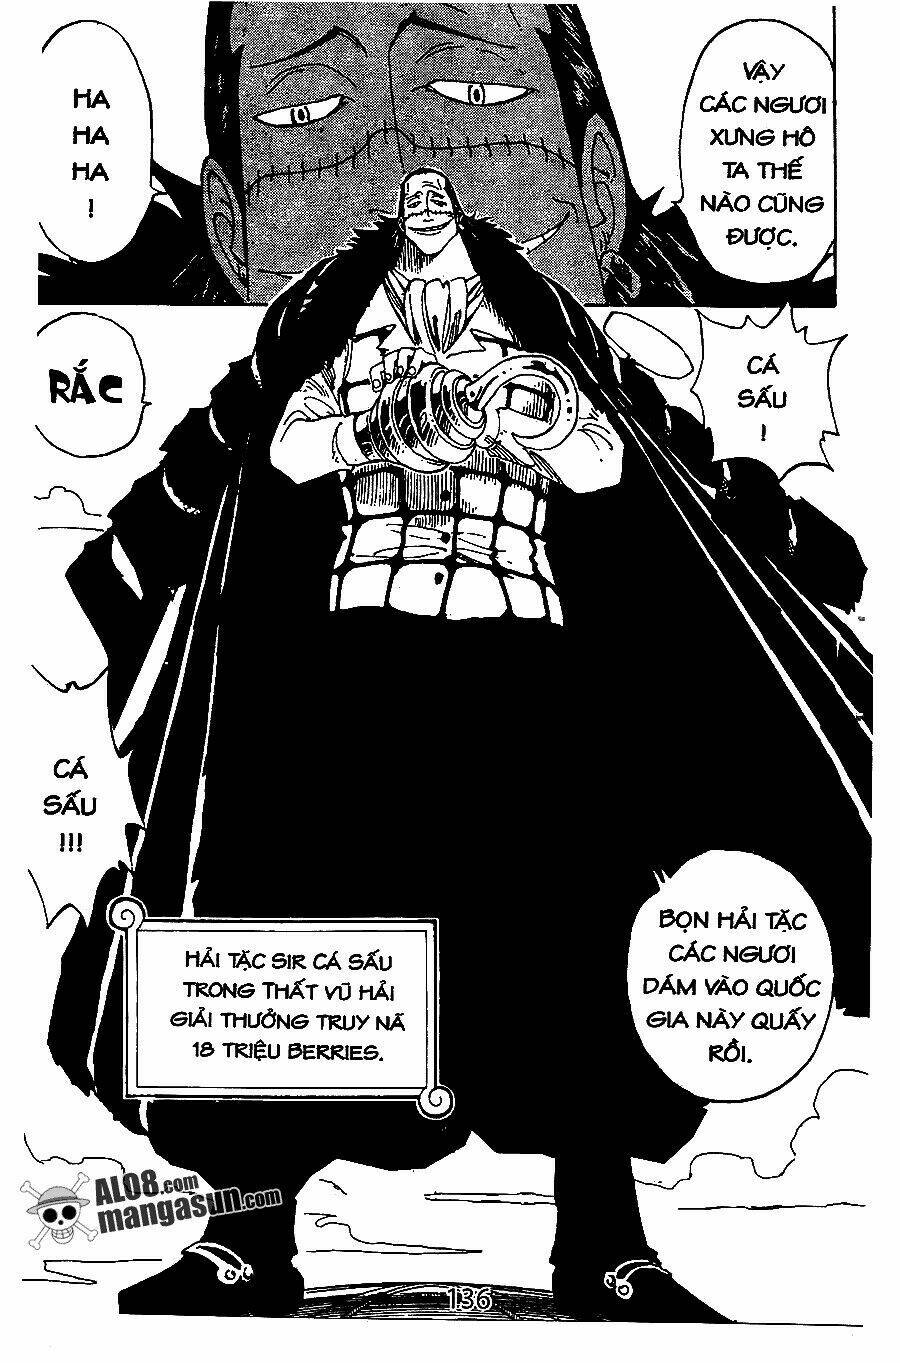 VẬY
CÁC NGƯƠI
XƯNG HÔ
TA THẾ
NÀO CŨNG
ĐƯỢC.
HA
HA
HA
!
CÁ
SẤU
!
RẮC
CÁ
SẤU
!!!
BỌN HẢI TẶC
CÁC NGƯƠI
DÁM VÀO QUỐC
GIA NÀY QUẤY
RỒI.
HẢI TẶC SIR CÁ SẤU
TRONG THẤT VŨ HẢI
GIẢI THƯỞNG TRUY NÃ
18 TRIỆU BERRIES.
ALO8.com
mangasun.com
136